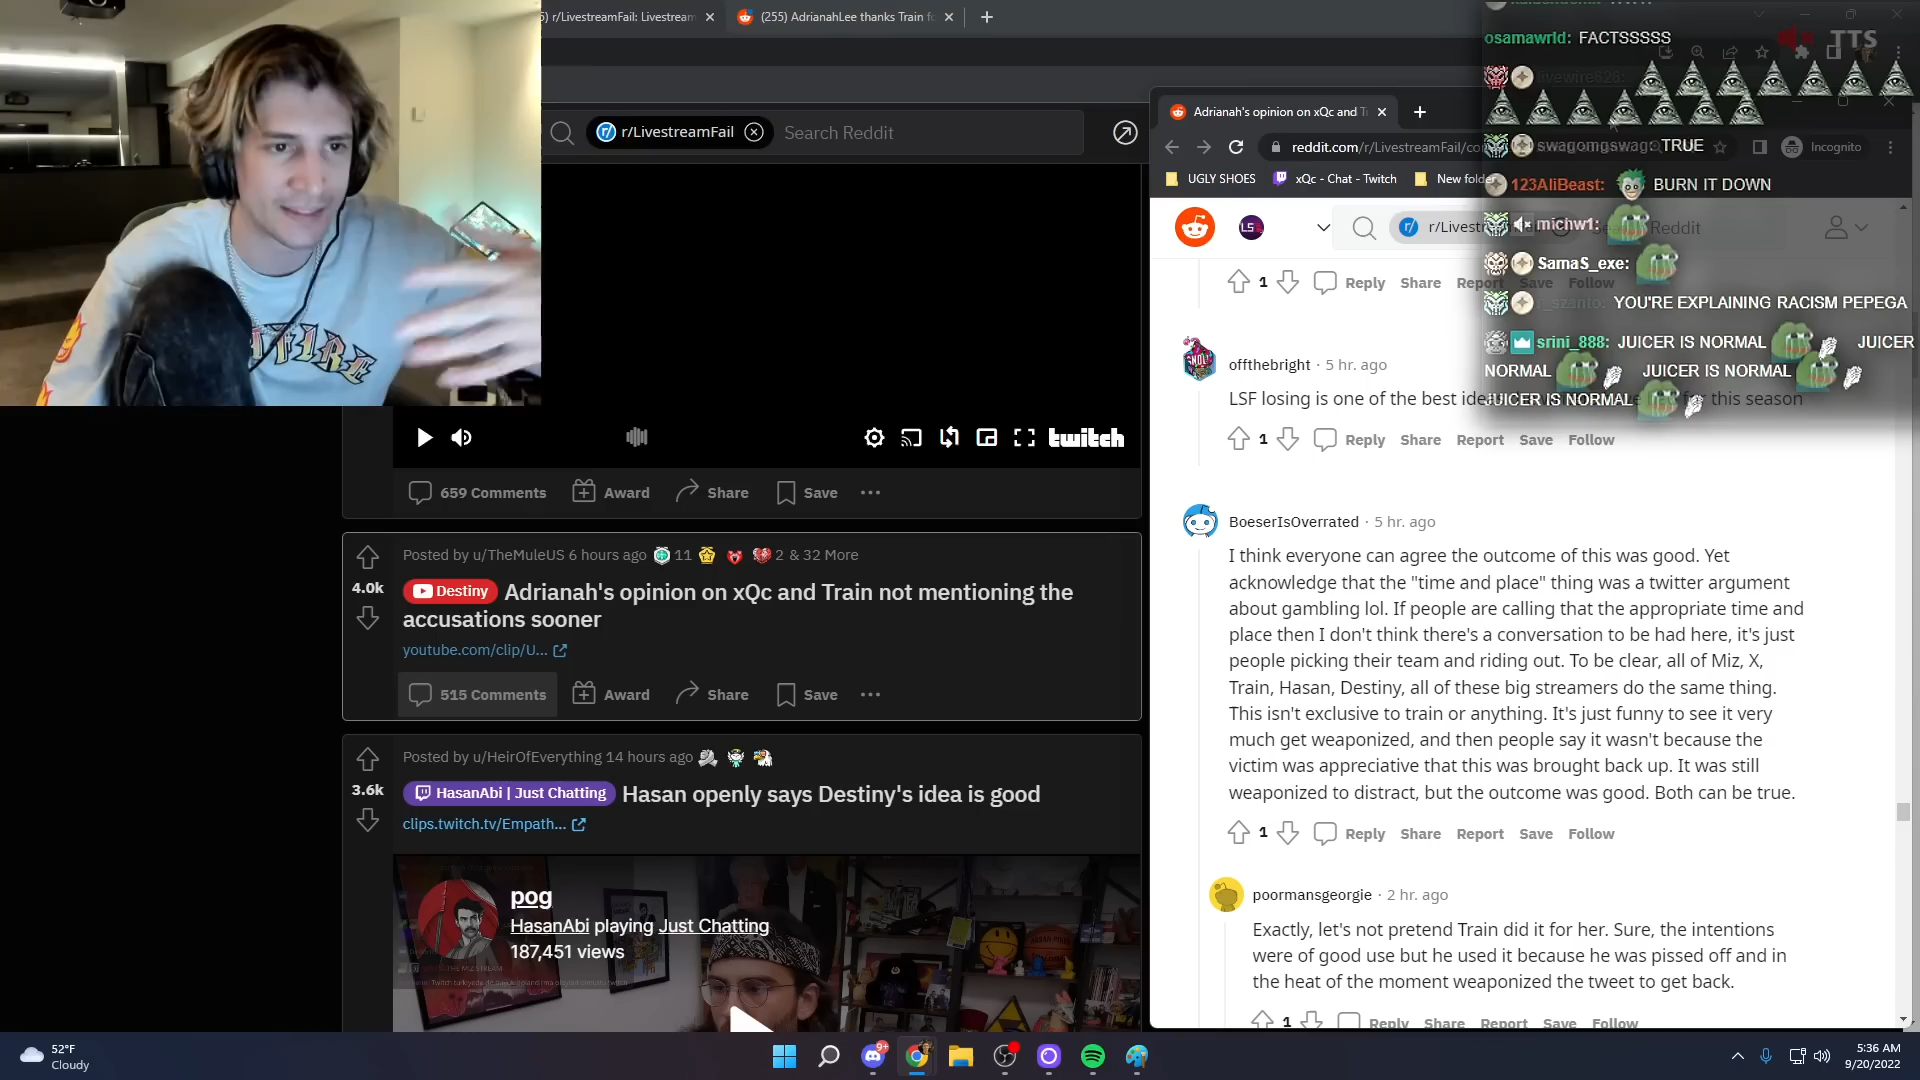 r/LivestreamFail: Livestream
(255) AdrianahLee thanks Train fo
r/LivestreamFail
Search Reddit
659 Comments
Award
Share
Save
twitch
Posted by u/TheMuleUS 6 hours ago
11
2 & 32 More
4.0k
Destiny
Adrianah's opinion on xQc and Train not mentioning the
accusations sooner
youtube.com/clip/U...
515 Comments
Award
Share
Save
Posted by u/HeirOfEverything 14 hours ago
3.6k
HasanAbi | Just Chatting
Hasan openly says Destiny's idea is good
clips.twitch.tv/Empath...
pog
HasanAbi playing Just Chatting
187,451 views
Adrianah's opinion on xQc and T
reddit.com/r/LivestreamFail/co
Incognito
UGLY SHOES
xQc - Chat - Twitch
New folder
r/Livestr
Reddit
1
Reply
Share
Report
Save
Follow
offthebright · 5 hr. ago
LSF losing is one of the best ide
this season
1
Reply
Share
Report
Save
Follow
BoeserIsOverrated · 5 hr. ago
I think everyone can agree the outcome of this was good. Yet
acknowledge that the "time and place" thing was a twitter argument
about gambling lol. If people are calling that the appropriate time and
place then I don't think there's a conversation to be had here, it's just
people picking their team and riding out. To be clear, all of Miz, X,
Train, Hasan, Destiny, all of these big streamers do the same thing.
This isn't exclusive to train or anything. It's just funny to see it very
much get weaponized, and then people say it wasn't because the
victim was appreciative that this was brought back up. It was still
weaponized to distract, but the outcome was good. Both can be true.
1
Reply
Share
Report
Save
Follow
poormansgeorgie · 2 hr. ago
Exactly, let's not pretend Train did it for her. Sure, the intentions
were of good use but he used it because he was pissed off and in
the heat of the moment weaponized the tweet to get back.
1
Reply
Share
Report
Save
Follow
TTS
osamawrld: FACTSSSSS
swagomgswag: TRUE
123AliBeast: BURN IT DOWN
michw1:
SamaS_exe:
YOU'RE EXPLAINING RACISM PEPEGA
srini_888: JUICER IS NORMAL JUICER
NORMAL JUICER IS NORMAL
JUICER IS NORMAL
52°F
Cloudy
9+
5:36 AM
9/20/2022